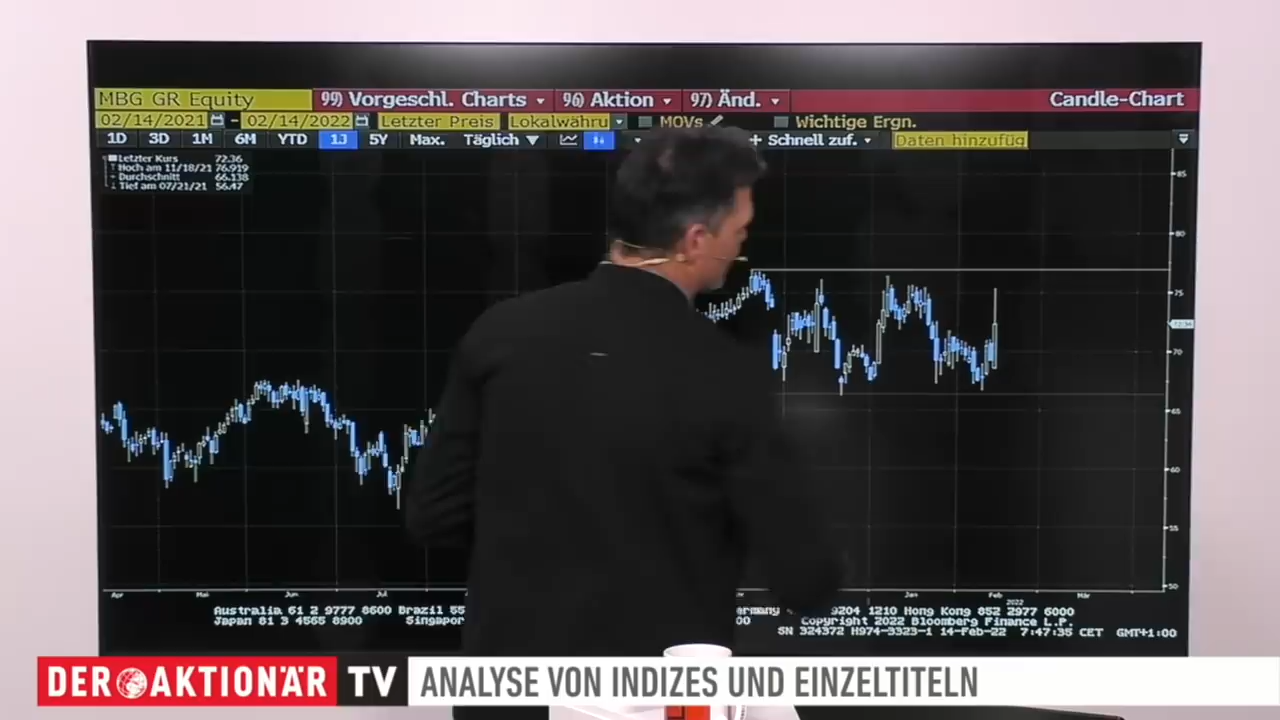 MBG GR Equity 99) Vorgeschl. Charts 96) Aktion 97) Änd. Candle-Chart
02/14/2021 - 02/14/2022 Letzter Preis Lokalwähru MOVs Wichtige Ergn.
1D 3D 1M 6M YTD 1J 5Y Max. Täglich Schnell zuf. Daten hinzufüg
Letzter Kurs 72.36
Hoch am 11/18/21 76.919
Durchschnitt 66.138
Tief am 07/21/21 56.47
85
80
75
72.36
70
65
60
55
50
Apr Mai Jun Jul Jan Feb Mär
2022
Australia 61 2 9777 8600 Brazil 55 9204 1210 Hong Kong 852 2977 6000
Japan 81 3 4565 8900 Singapor 00 Copyright 2022 Bloomberg Finance L.P.
SN 324372 H974-3323-1 14-Feb-22 7:47:35 CET GMT+1:00
DER AKTIONÄR TV ANALYSE VON INDIZES UND EINZELTITELN